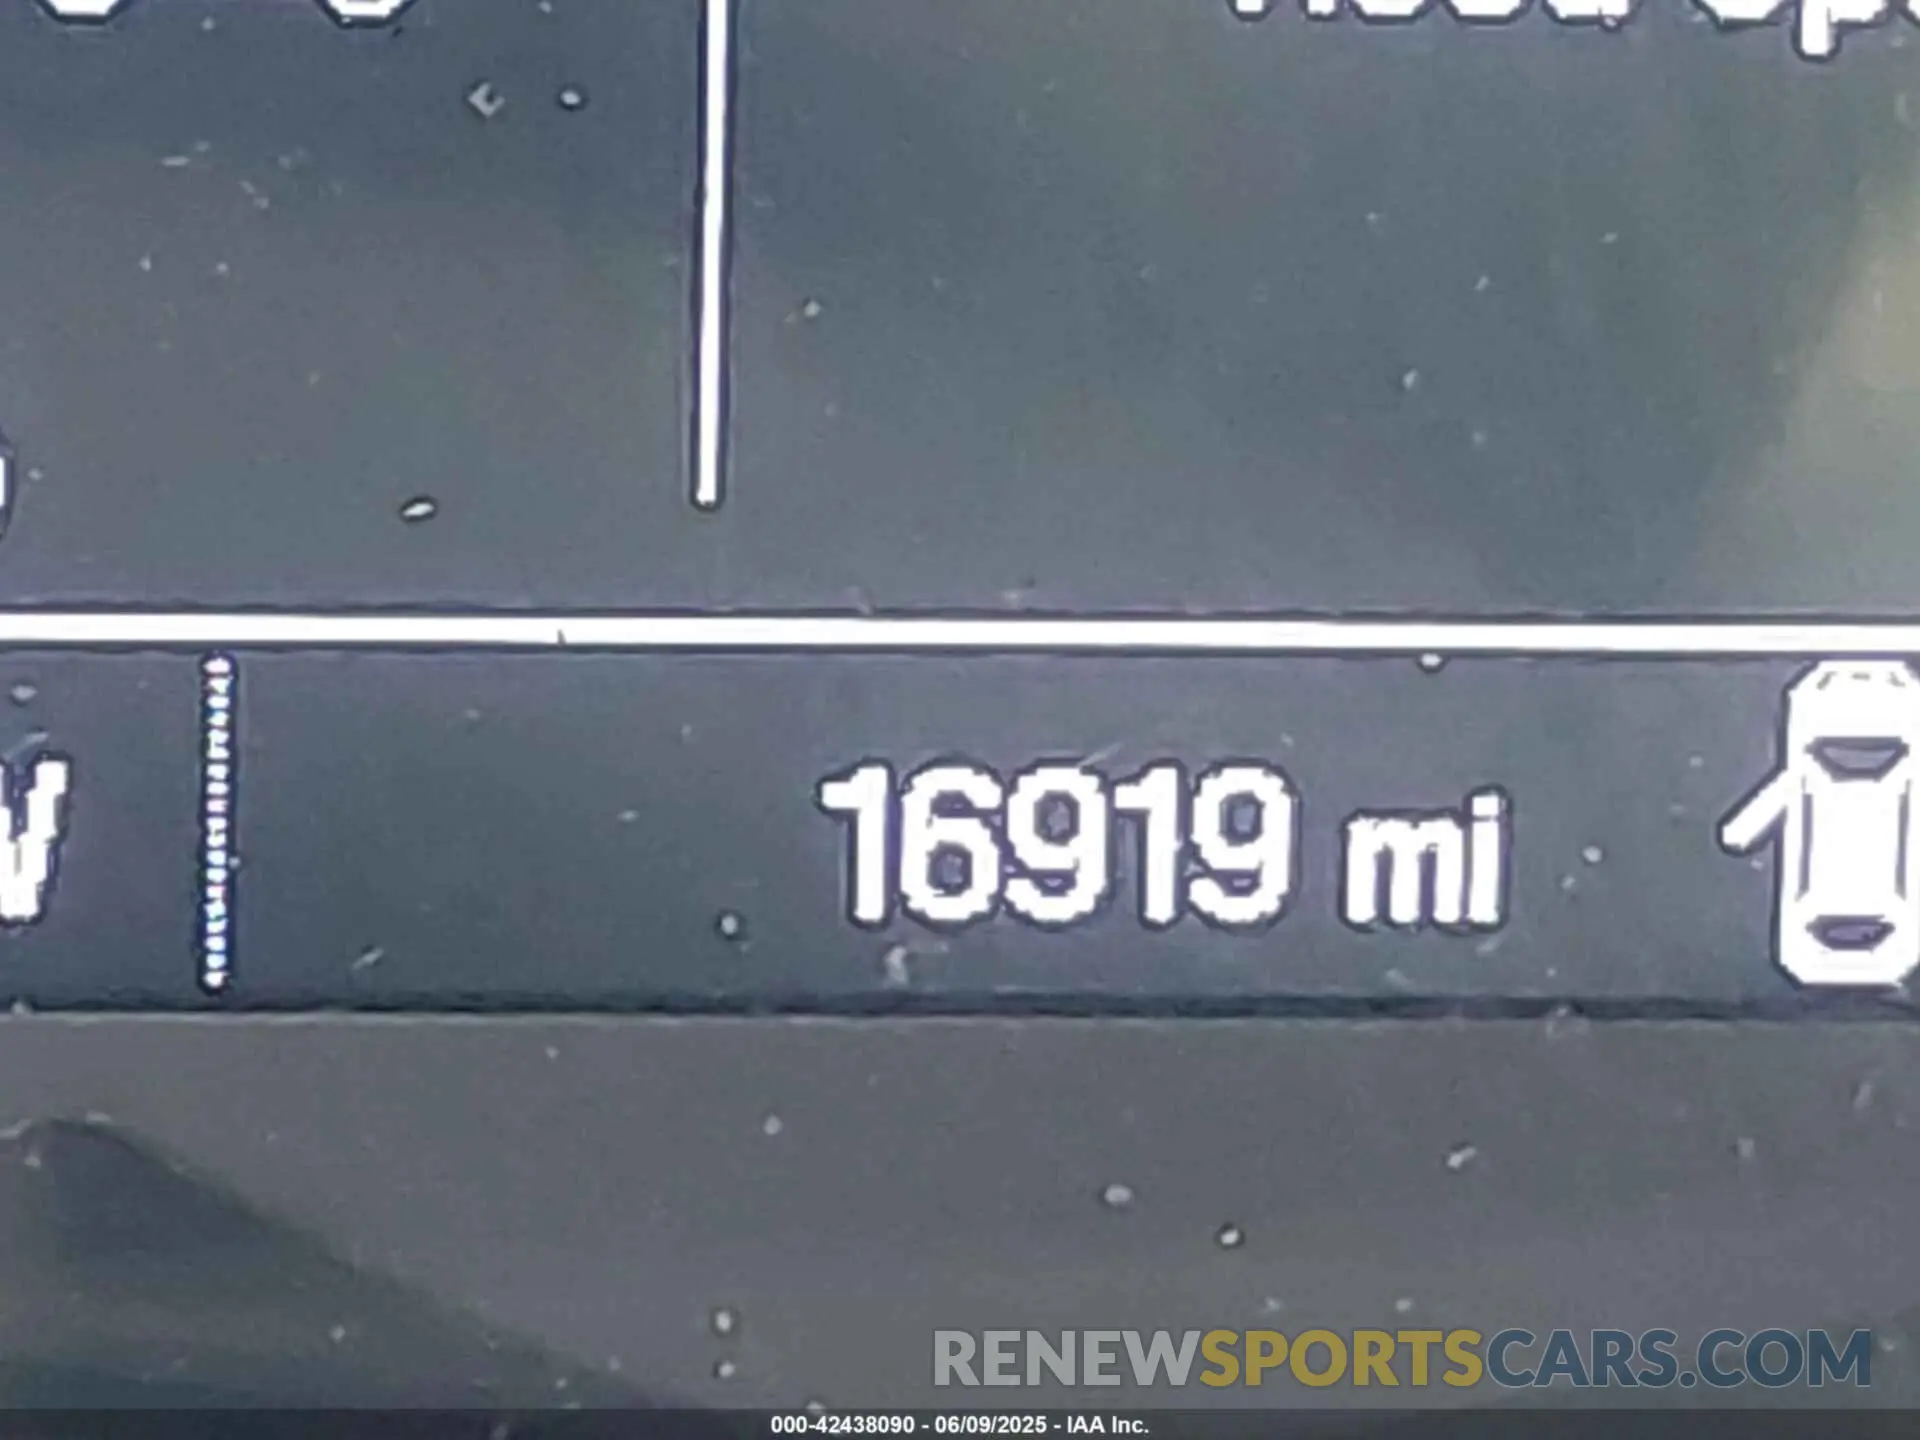 16919 mi
RENEWSPORTSCARS.COM
000-42438090 - 06/09/2025 - IAA Inc.